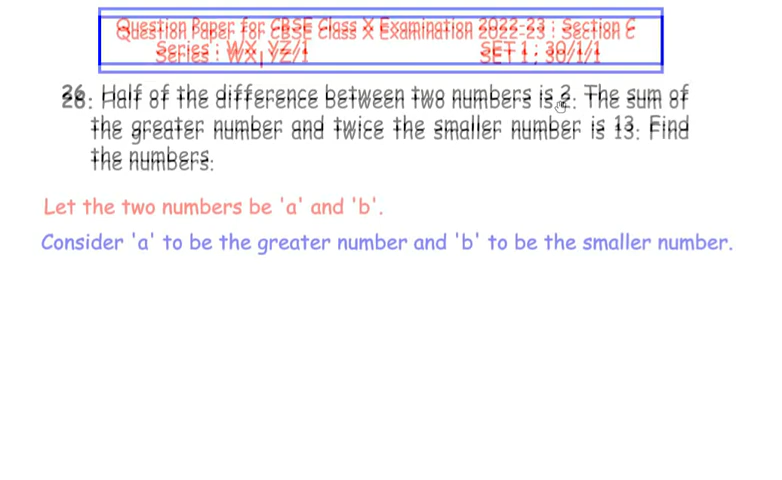 Question Paper for CBSE Class X Examination 2022-23 : Section C
Series : WX YZ/1 SET 1 ; 30/1/1
26. Half of the difference between two numbers is 2. The sum of
the greater number and twice the smaller number is 13. Find
the numbers.
Let the two numbers be 'a' and 'b'.
Consider 'a' to be the greater number and 'b' to be the smaller number.